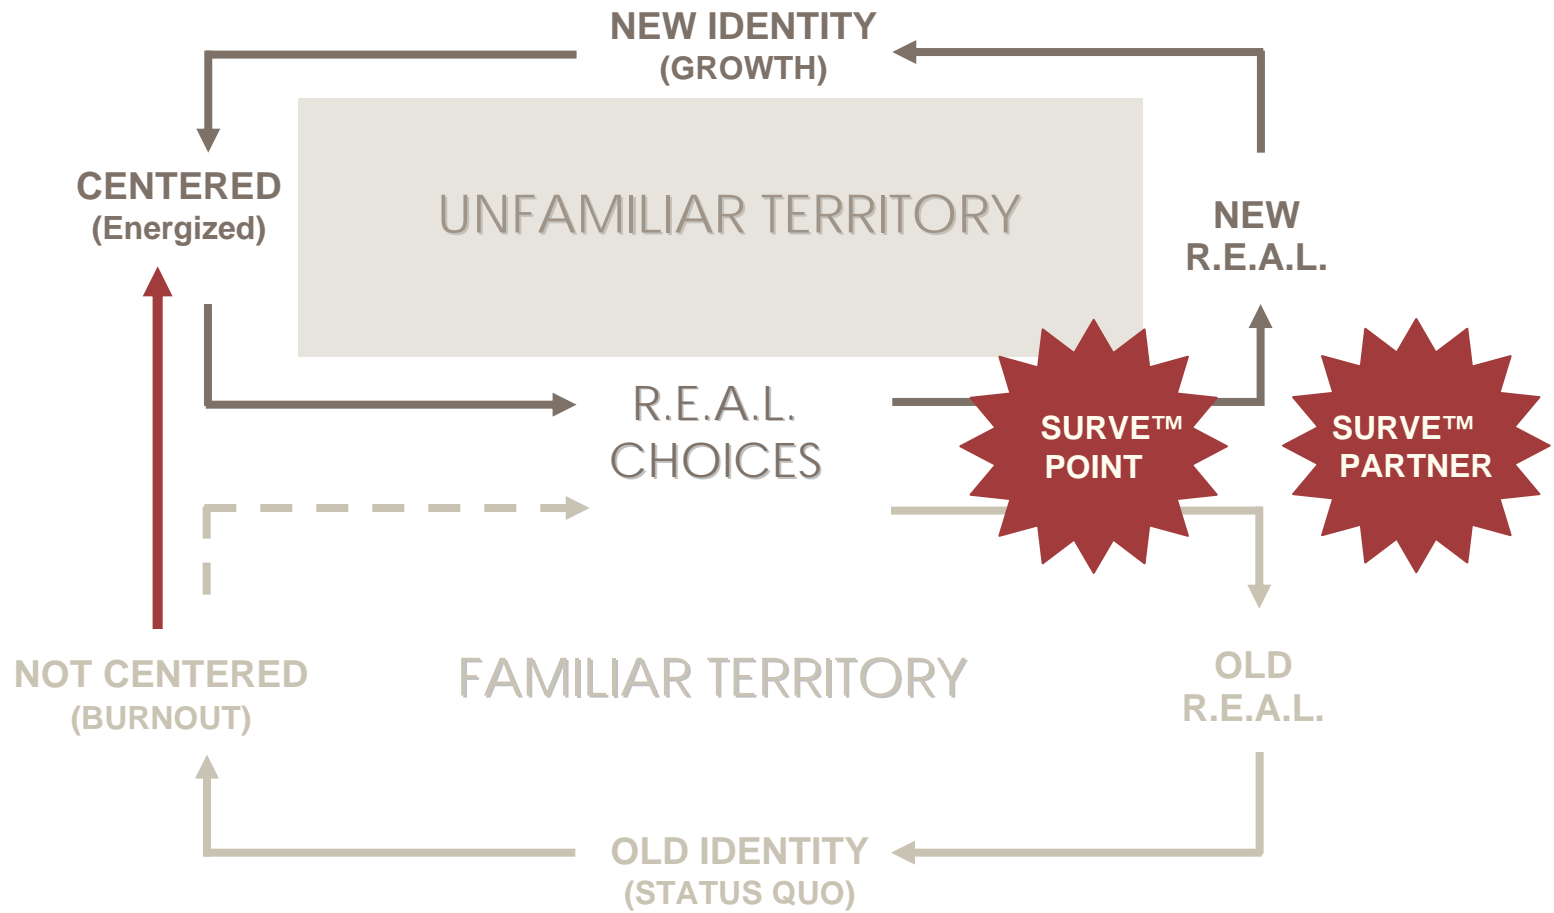 NEW IDENTITY
(GROWTH)
CENTERED
(Energized)
UNFAMILIAR TERRITORY
NEW
R.E.A.L.
R.E.A.L.
CHOICES
SURVE™
POINT
SURVE™
PARTNER
NOT CENTERED
(BURNOUT)
FAMILIAR TERRITORY
OLD
R.E.A.L.
OLD IDENTITY
(STATUS QUO)